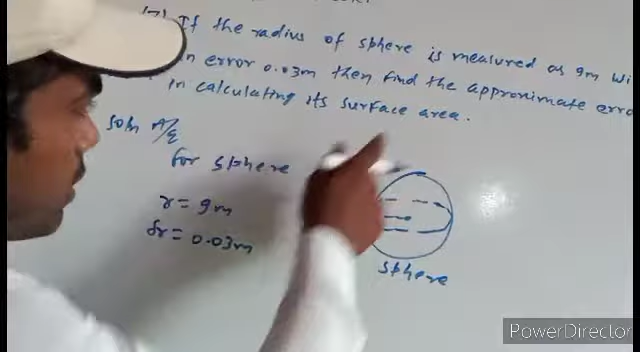 If the radius of sphere is measured as 9m wi
n error 0.03m then find the approximate erro
in calculating its surface area.
Soln A/q
for sphere
r = 9m
δr = 0.03m
sphere
PowerDirector